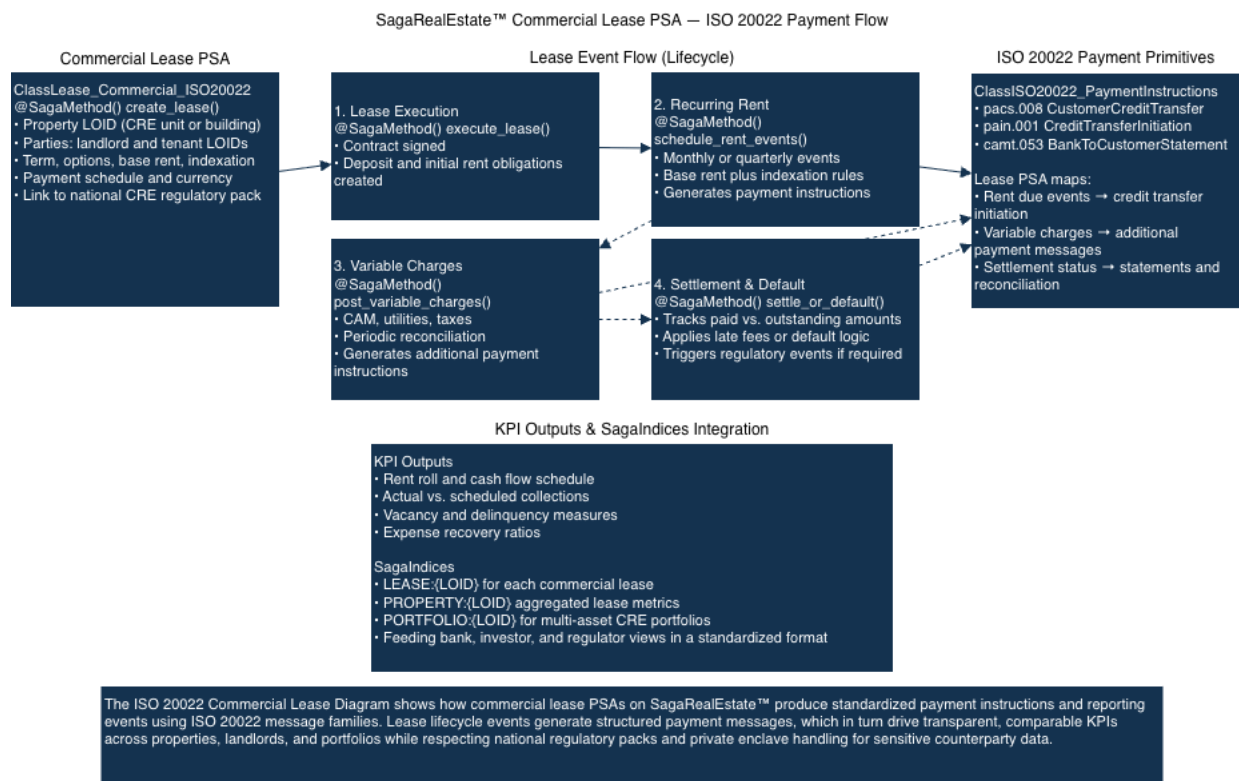 SagaRealEstate™ Commercial Lease PSA — ISO 20022 Payment Flow
Commercial Lease PSA
ClassLease_Commercial_ISO20022
@SagaMethod() create_lease()
• Property LOID (CRE unit or building)
• Parties: landlord and tenant LOIDs
• Term, options, base rent, indexation
• Payment schedule and currency
• Link to national CRE regulatory pack
Lease Event Flow (Lifecycle)
1. Lease Execution
@SagaMethod() execute_lease()
• Contract signed
• Deposit and initial rent obligations
created
2. Recurring Rent
@SagaMethod()
schedule_rent_events()
• Monthly or quarterly events
• Base rent plus indexation rules
• Generates payment instructions
3. Variable Charges
@SagaMethod()
post_variable_charges()
• CAM, utilities, taxes
• Periodic reconciliation
• Generates additional payment
instructions
4. Settlement & Default
@SagaMethod() settle_or_default()
• Tracks paid vs. outstanding amounts
• Applies late fees or default logic
• Triggers regulatory events if required
ISO 20022 Payment Primitives
ClassISO20022_PaymentInstructions
• pacs.008 CustomerCreditTransfer
• pain.001 CreditTransferInitiation
• camt.053 BankToCustomerStatement
Lease PSA maps:
• Rent due events → credit transfer
initiation
• Variable charges → additional
payment messages
• Settlement status → statements and
reconciliation
KPI Outputs & SagaIndices Integration
KPI Outputs
• Rent roll and cash flow schedule
• Actual vs. scheduled collections
• Vacancy and delinquency measures
• Expense recovery ratios
SagaIndices
• LEASE:{LOID} for each commercial lease
• PROPERTY:{LOID} aggregated lease metrics
• PORTFOLIO:{LOID} for multi-asset CRE portfolios
• Feeding bank, investor, and regulator views in a standardized format
The ISO 20022 Commercial Lease Diagram shows how commercial lease PSAs on SagaRealEstate™ produce standardized payment instructions and reporting
events using ISO 20022 message families. Lease lifecycle events generate structured payment messages, which in turn drive transparent, comparable KPIs
across properties, landlords, and portfolios while respecting national regulatory packs and private enclave handling for sensitive counterparty data.